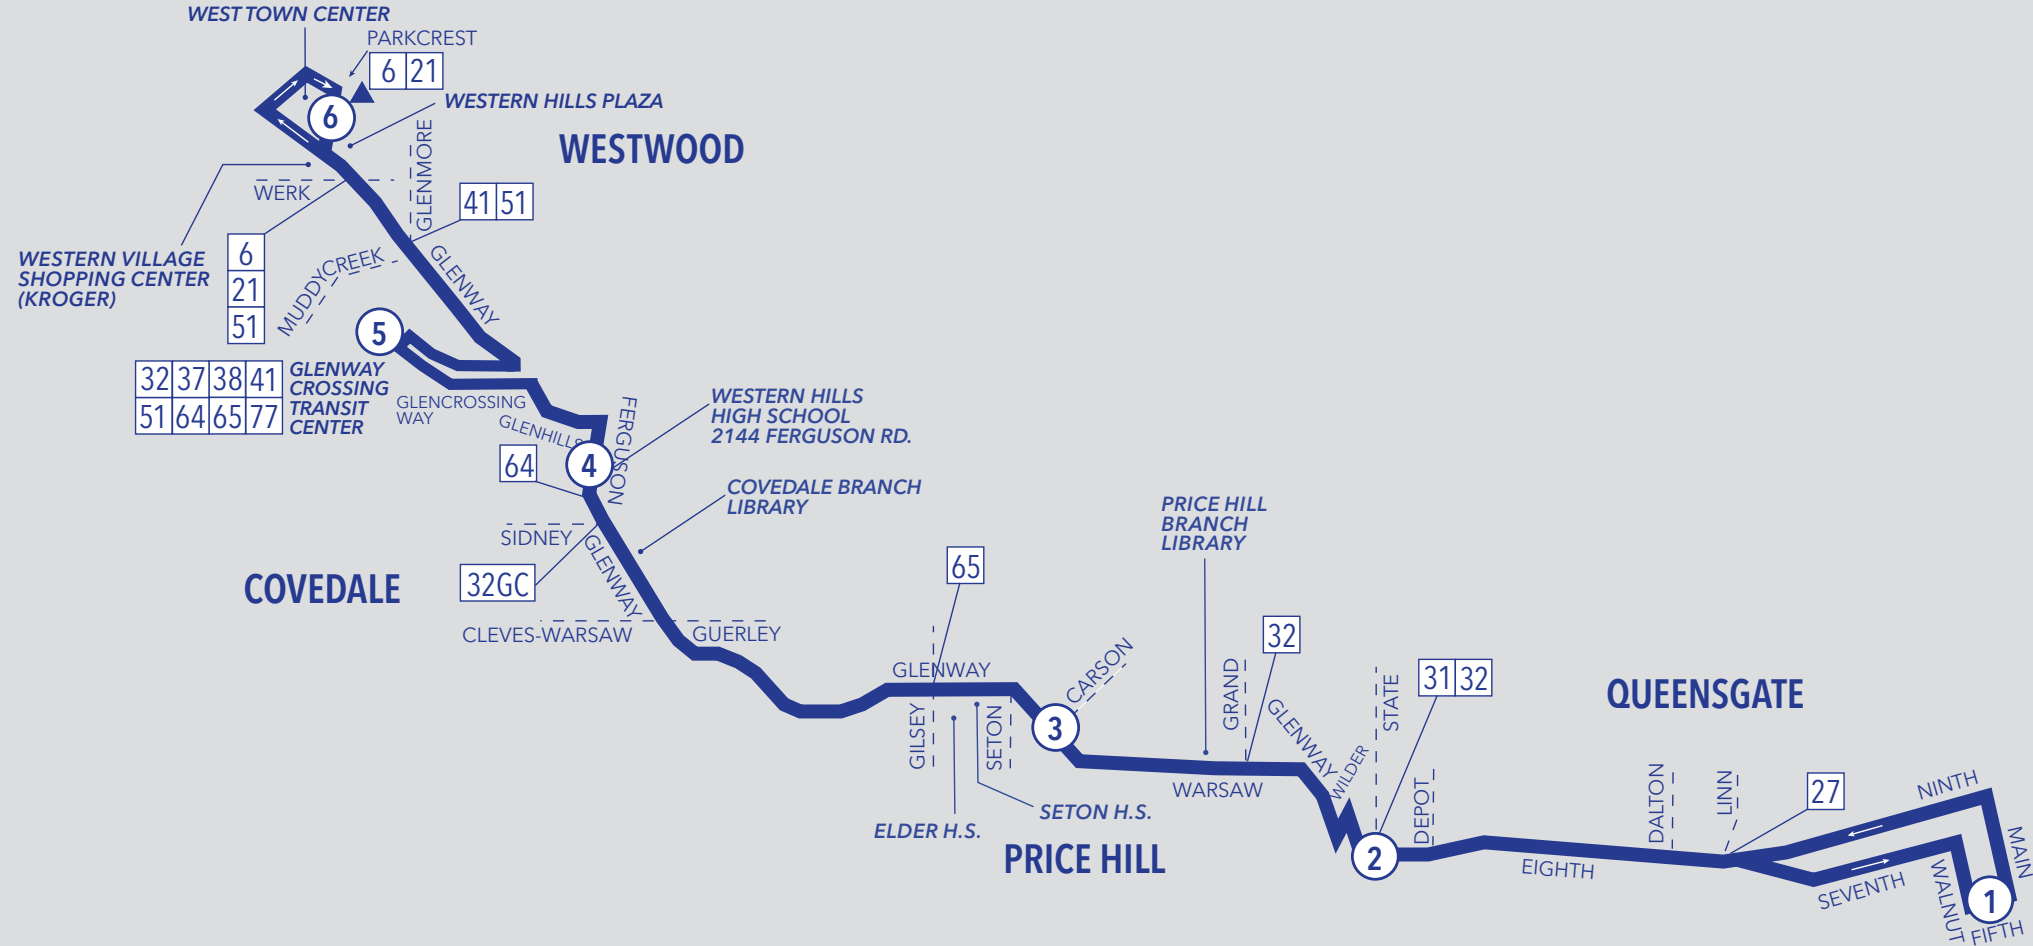 WEST TOWN CENTER
PARKCREST
6 21
6
WESTERN HILLS PLAZA
WESTWOOD
GLENMORE
WERK
41 51
WESTERN VILLAGE
SHOPPING CENTER
(KROGER)
6
21
51
MUDDYCREEK
GLENWAY
5
32 37 38 41
51 64 65 77
GLENWAY
CROSSING
TRANSIT
CENTER
GLENCROSSING
WAY
GLENHILLS
FERGUSON
WESTERN HILLS
HIGH SCHOOL
2144 FERGUSON RD.
64
4
COVEDALE BRANCH
LIBRARY
SIDNEY
GLENWAY
32GC
COVEDALE
CLEVES-WARSAW
GUERLEY
65
GLENWAY
GILSEY
SETON
CARSON
3
ELDER H.S.
SETON H.S.
PRICE HILL
PRICE HILL
BRANCH
LIBRARY
32
GRAND
WARSAW
GLENWAY
WILDER
STATE
31 32
2
DEPOT
QUEENSGATE
EIGHTH
DALTON
LINN
27
NINTH
MAIN
SEVENTH
WALNUT
1
FIFTH